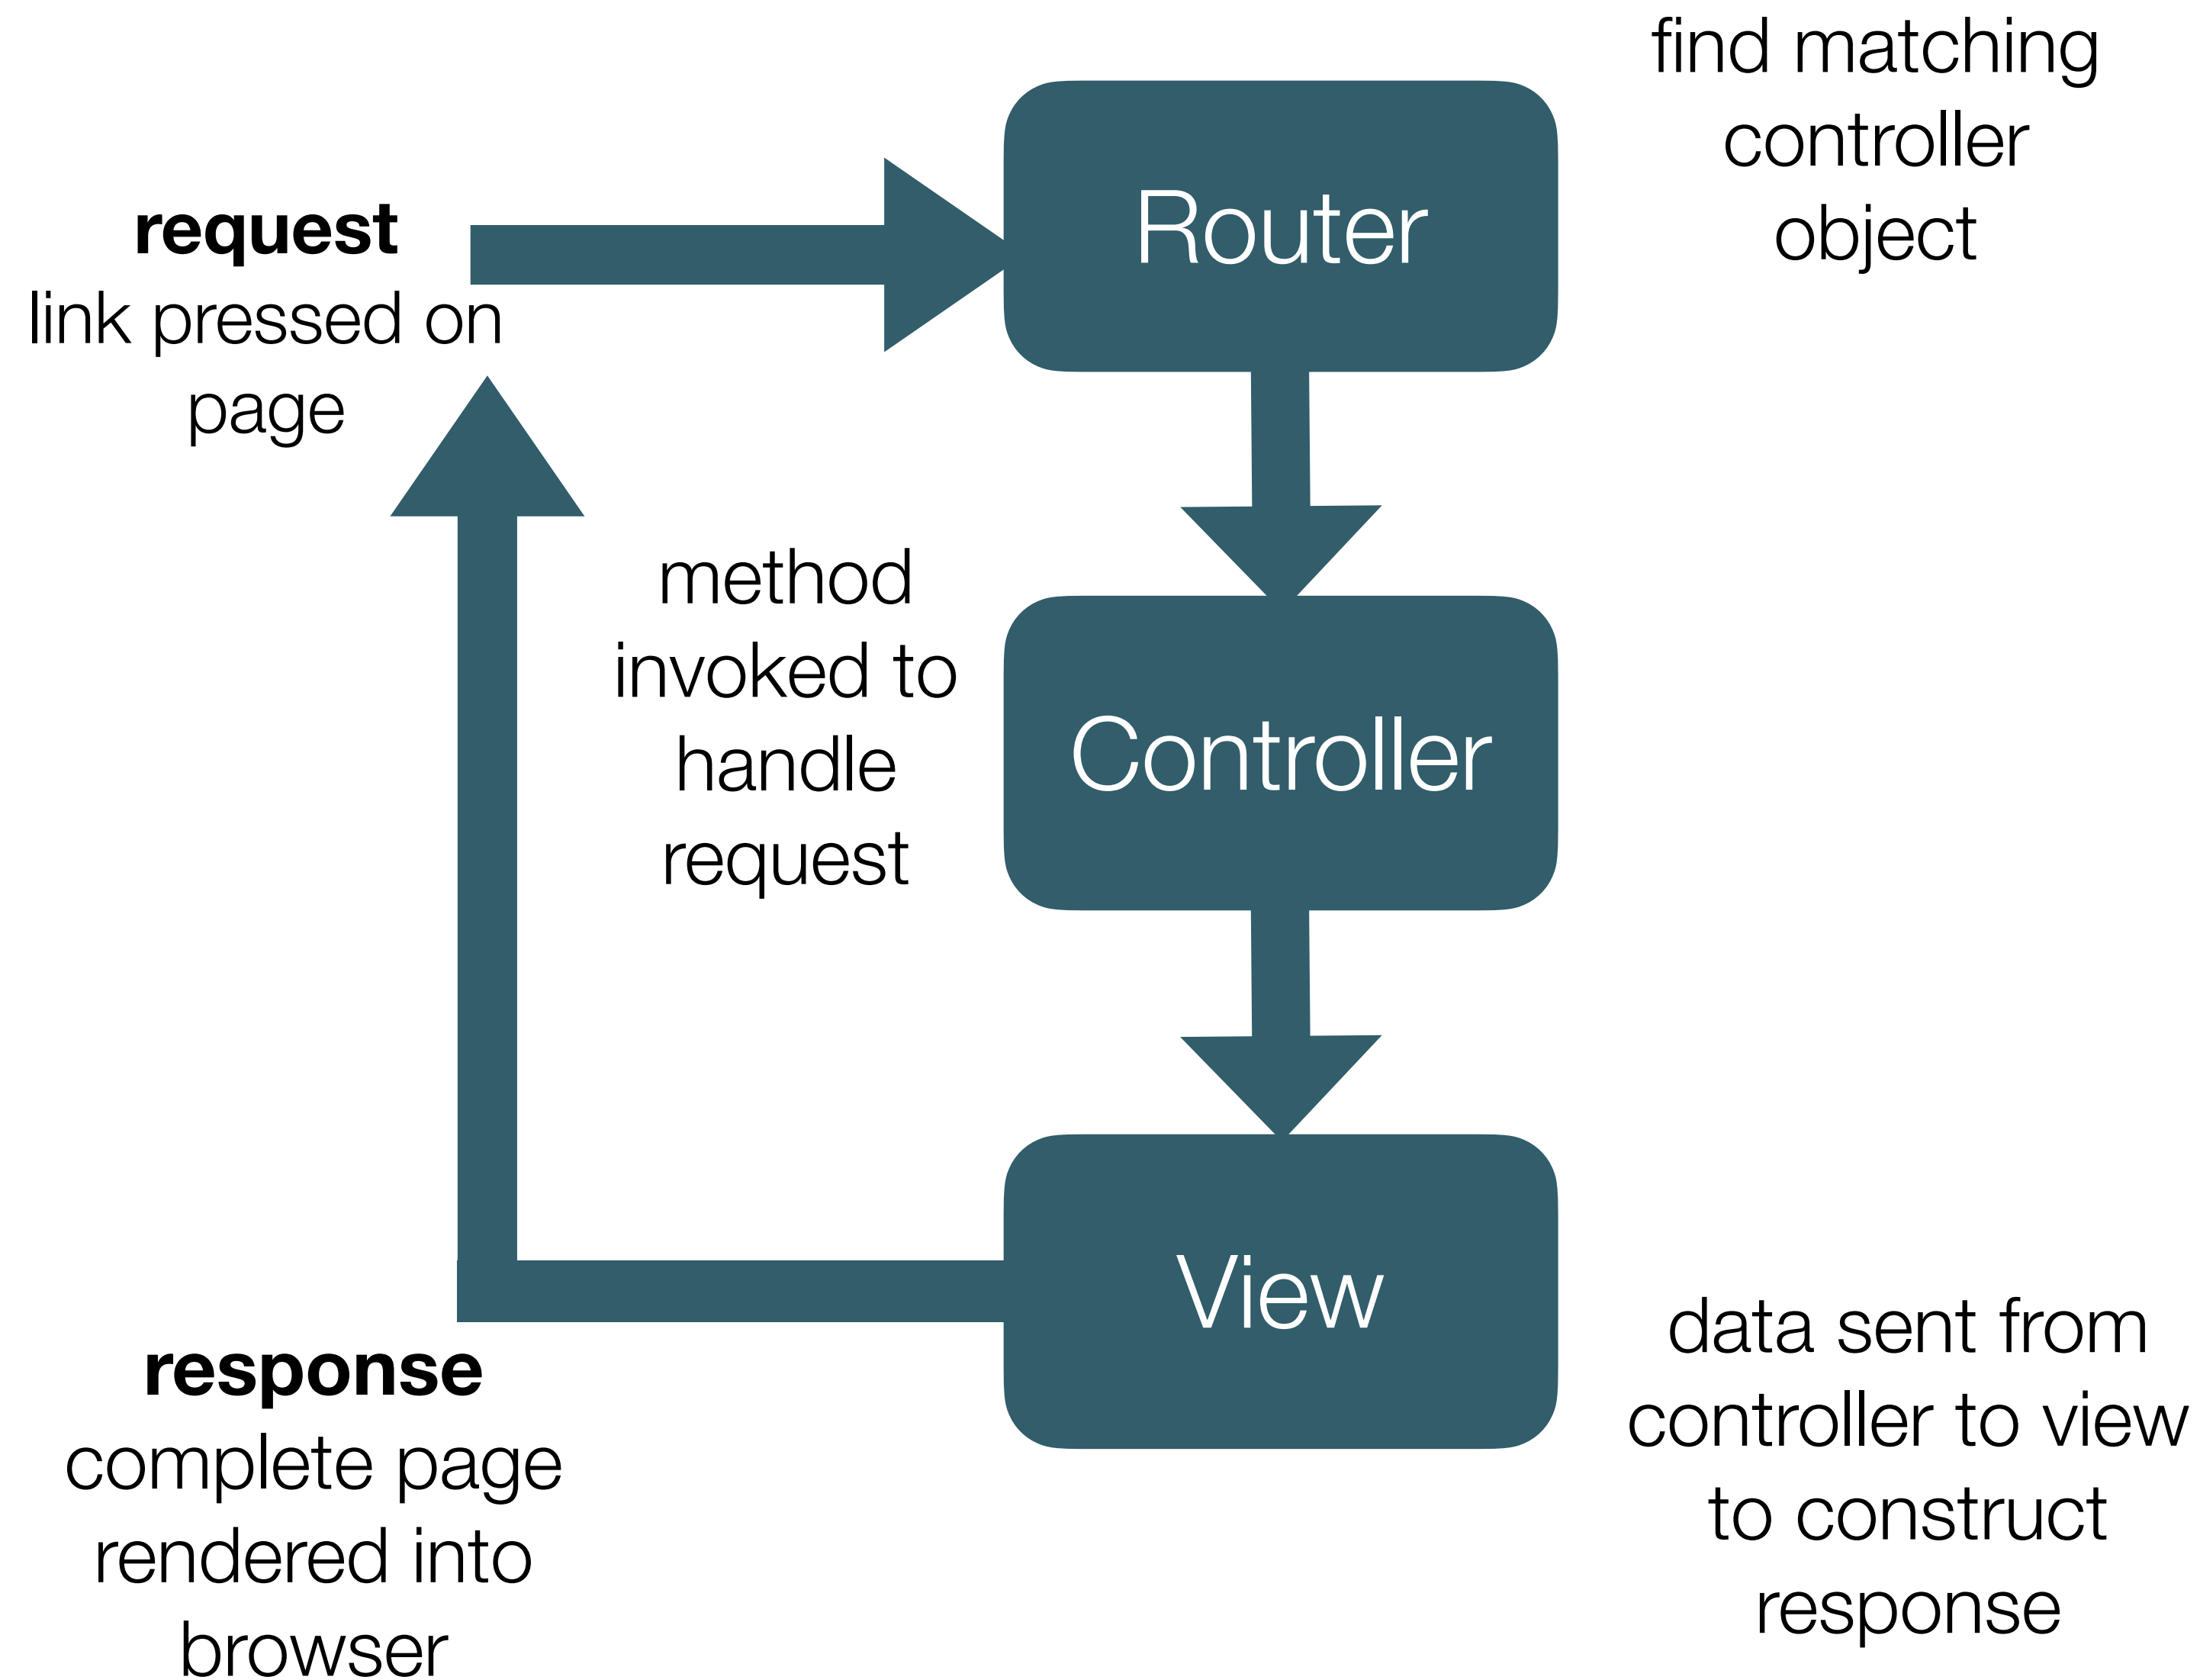 find matching
controller
object
Router
request
link pressed on
page
method
invoked to
handle
request
Controller
View
response
complete page
rendered into
browser
data sent from
controller to view
to construct
response